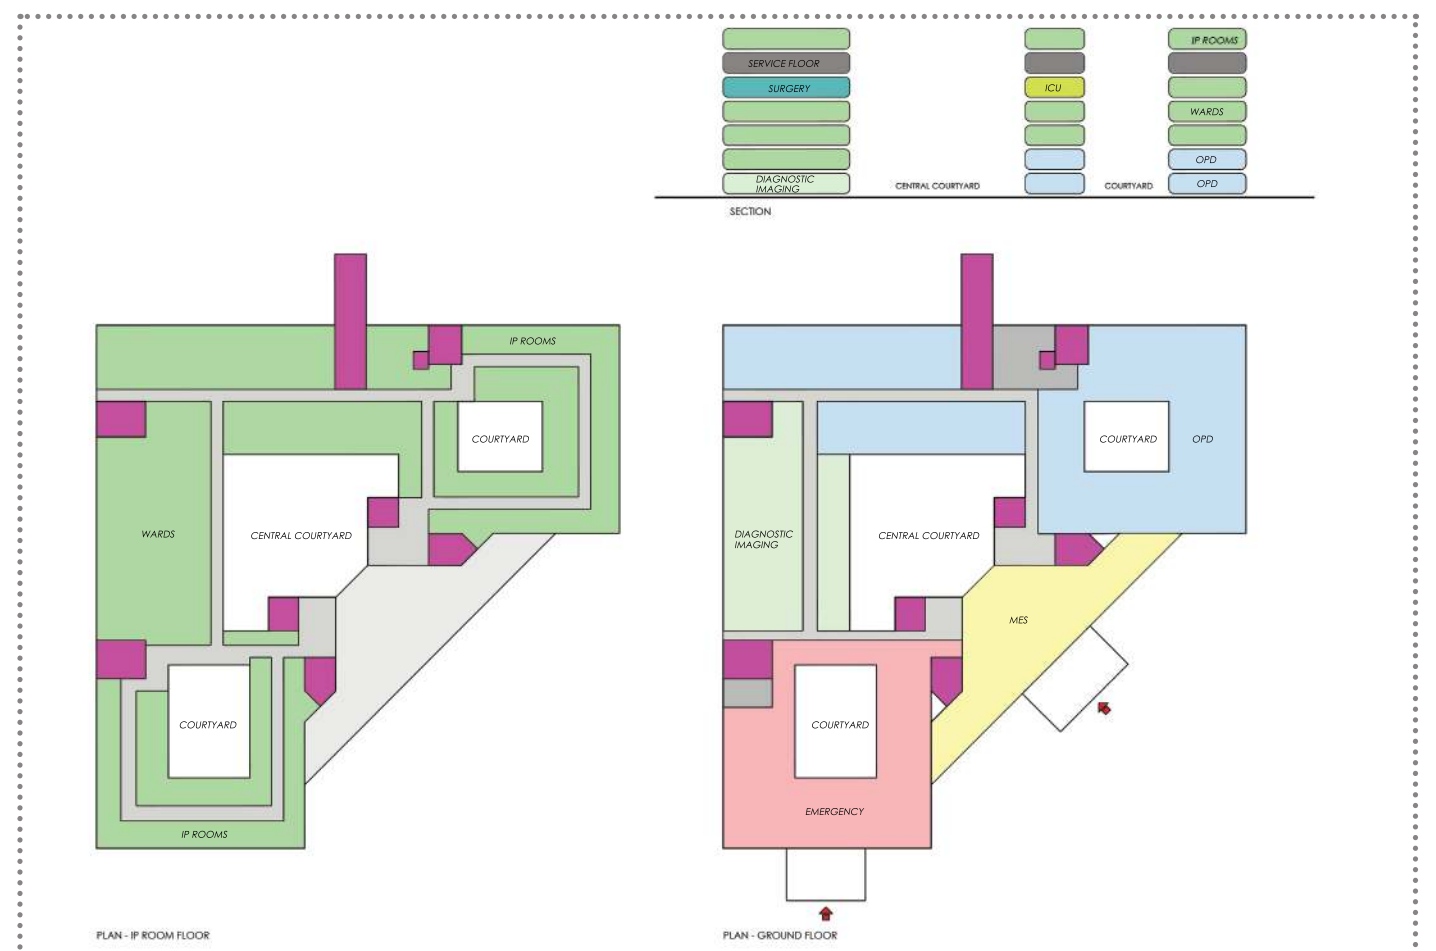 IP ROOMS
SERVICE FLOOR
SURGERY
ICU
WARDS
OPD
DIAGNOSTIC
IMAGING
CENTRAL COURTYARD
COURTYARD
OPD
SECTION
IP ROOMS
COURTYARD
WARDS
CENTRAL COURTYARD
COURTYARD
IP ROOMS
PLAN - IP ROOM FLOOR
COURTYARD
OPD
DIAGNOSTIC
IMAGING
CENTRAL COURTYARD
MES
COURTYARD
EMERGENCY
PLAN - GROUND FLOOR